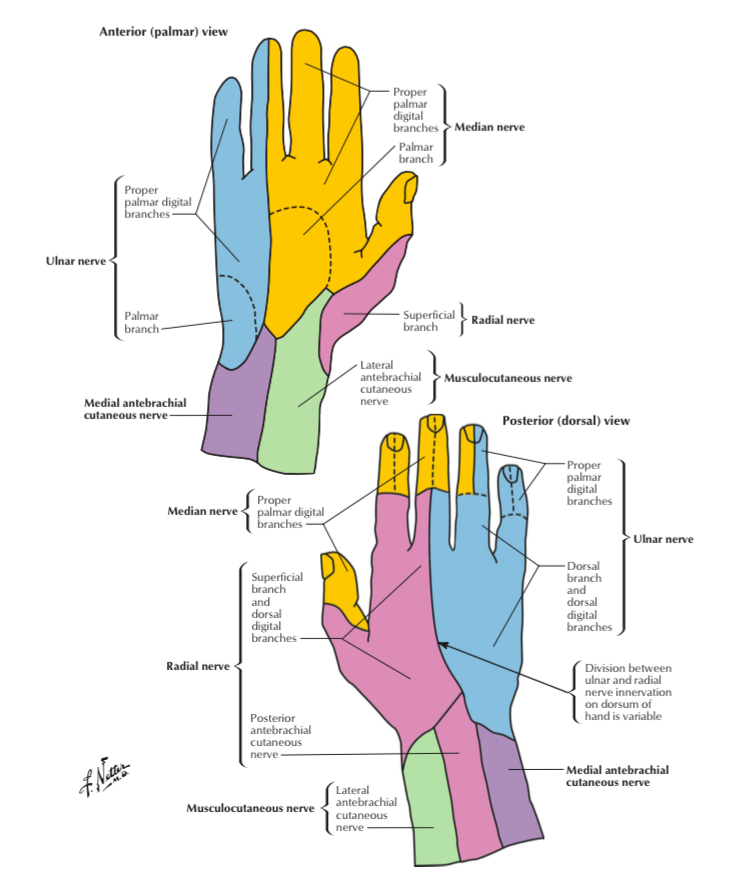 Anterior (palmar) view
Proper
palmar
digital
branches
Median nerve
Palmar
branch
Proper
palmar digital
branches
Ulnar nerve
Palmar
branch
Superficial
branch
Radial nerve
Lateral
antebrachial
cutaneous
nerve
Musculocutaneous nerve
Medial antebrachial
cutaneous nerve
Posterior (dorsal) view
Proper
palmar
digital
branches
Ulnar nerve
Dorsal
branch
and
dorsal
digital
branches
Median nerve
Proper
palmar digital
branches
Superficial
branch
and
dorsal
digital
branches
Radial nerve
Posterior
antebrachial
cutaneous
nerve
Division between
ulnar and radial
nerve innervation
on dorsum of
hand is variable
Medial antebrachial
cutaneous nerve
Musculocutaneous nerve
Lateral
antebrachial
cutaneous
nerve
F. Netter
M.D.